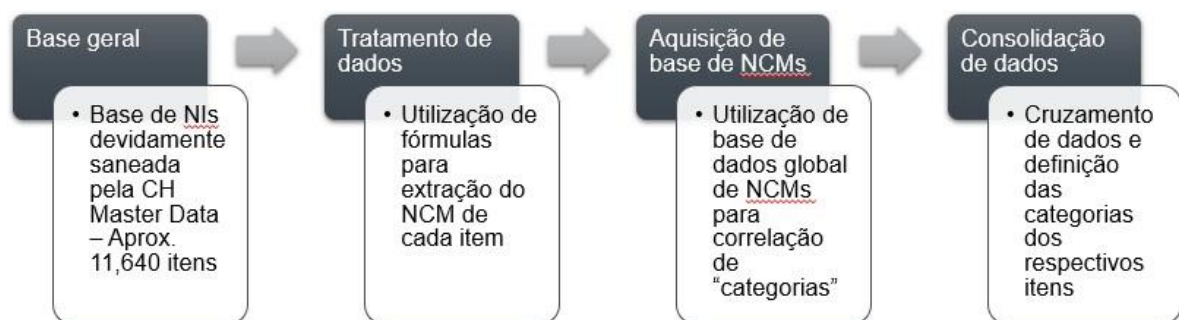 Base geral
• Base de NIs
devidamente
saneada
pela CH
Master Data
– Aprox.
11,640 itens
Tratamento de
dados
• Utilização de
fórmulas
para
extração do
NCM de
cada item
Aquisição de
base de NCMs
• Utilização de
base de
dados global
de NCMs
para
correlação
de
“categorias”
Consolidação
de dados
• Cruzamento
de dados e
definição
das
categorias
dos
respectivos
itens